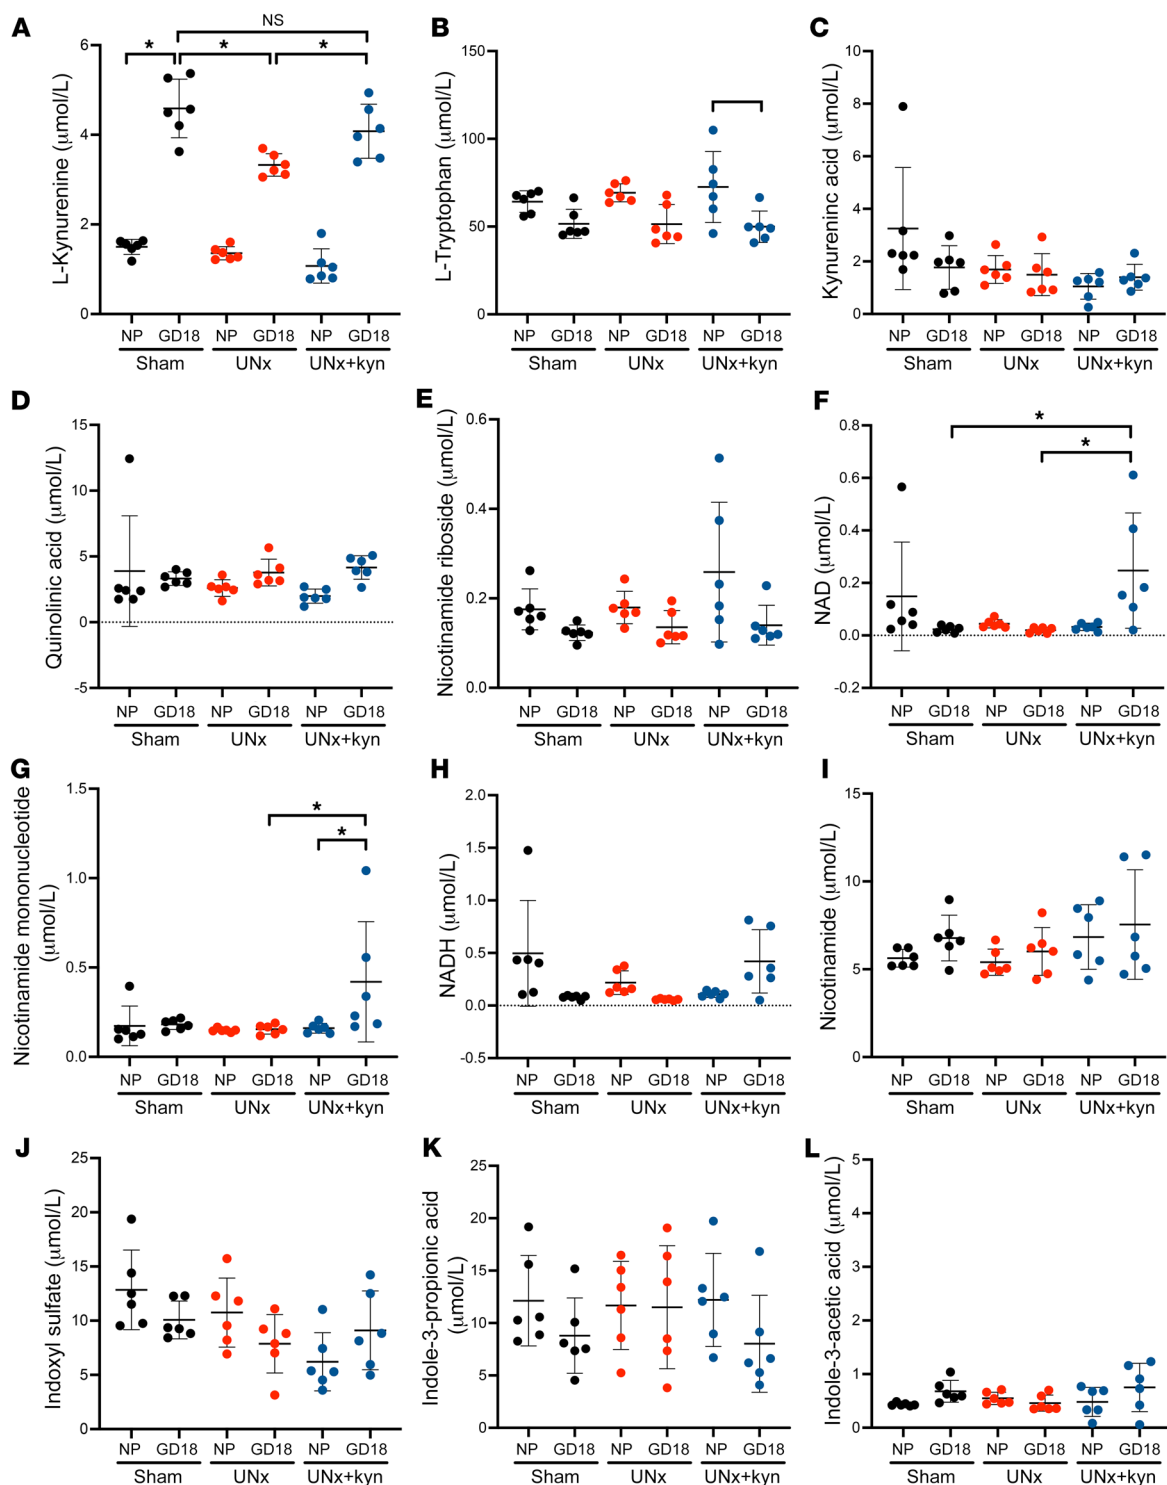 A
L-Kynurenine (μmol/L)
NS
* * *
6
4
2
0
NP GD18 NP GD18 NP GD18
Sham UNx UNx+kyn
B
L-Tryptophan (μmol/L)
150
100
50
0
NP GD18 NP GD18 NP GD18
Sham UNx UNx+kyn
C
Kynureninc acid (μmol/L)
10
8
6
4
2
0
NP GD18 NP GD18 NP GD18
Sham UNx UNx+kyn
D
Quinolinic acid (μmol/L)
15
10
5
0
-5
NP GD18 NP GD18 NP GD18
Sham UNx UNx+kyn
E
Nicotinamide riboside (μmol/L)
0.6
0.4
0.2
0.0
NP GD18 NP GD18 NP GD18
Sham UNx UNx+kyn
F
NAD (μmol/L)
*
*
0.8
0.6
0.4
0.2
0.0
-0.2
NP GD18 NP GD18 NP GD18
Sham UNx UNx+kyn
G
Nicotinamide mononucleotide
(μmol/L)
*
*
1.5
1.0
0.5
0.0
NP GD18 NP GD18 NP GD18
Sham UNx UNx+kyn
H
NADH (μmol/L)
2.0
1.5
1.0
0.5
0.0
-0.5
NP GD18 NP GD18 NP GD18
Sham UNx UNx+kyn
I
Nicotinamide (μmol/L)
15
10
5
0
NP GD18 NP GD18 NP GD18
Sham UNx UNx+kyn
J
Indoxyl sulfate (μmol/L)
25
20
15
10
5
0
NP GD18 NP GD18 NP GD18
Sham UNx UNx+kyn
K
Indole-3-propionic acid
(μmol/L)
25
20
15
10
5
0
NP GD18 NP GD18 NP GD18
Sham UNx UNx+kyn
L
Indole-3-acetic acid (μmol/L)
5
4
3
2
1
0
NP GD18 NP GD18 NP GD18
Sham UNx UNx+kyn